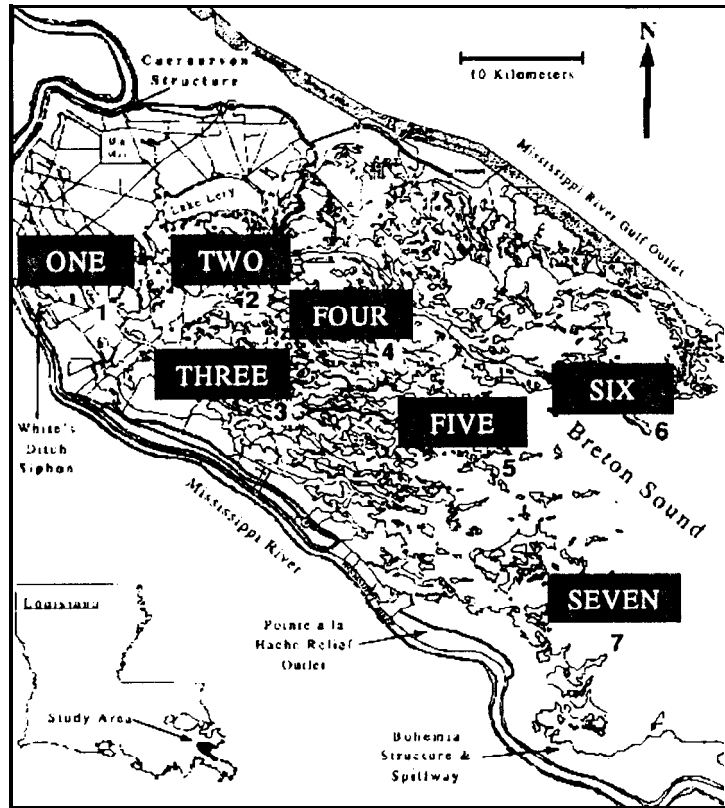 Caernarvon
Structure
N
10 Kilometers
Mississippi River Gulf Outlet
Lake Lery
ONE
TWO
1
2
FOUR
4
THREE
3
SIX
6
FIVE
5
White's
Ditch
Siphon
Breton Sound
Mississippi River
SEVEN
7
Louisiana
Pointe a la
Hache Relief
Outlet
Study Area
Bohemia
Structure &
Spillway